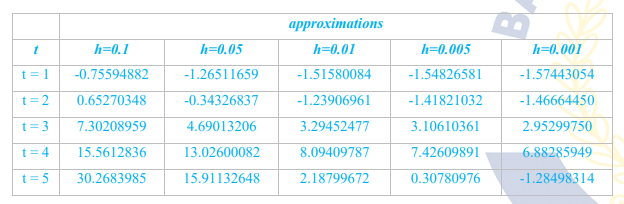 approximations
t h=0.1 h=0.05 h=0.01 h=0.005 h=0.001
t = 1 -0.75594882 -1.26511659 -1.51580084 -1.54826581 -1.57443054
t = 2 0.65270348 -0.34326837 -1.23906961 -1.41821032 -1.46664450
t = 3 7.30208959 4.69013206 3.29452477 3.10610361 2.95299750
t = 4 15.5612836 13.02600082 8.09409787 7.42609891 6.88285949
t = 5 30.2683985 15.91132648 2.18799672 0.30780976 -1.28498314
BA